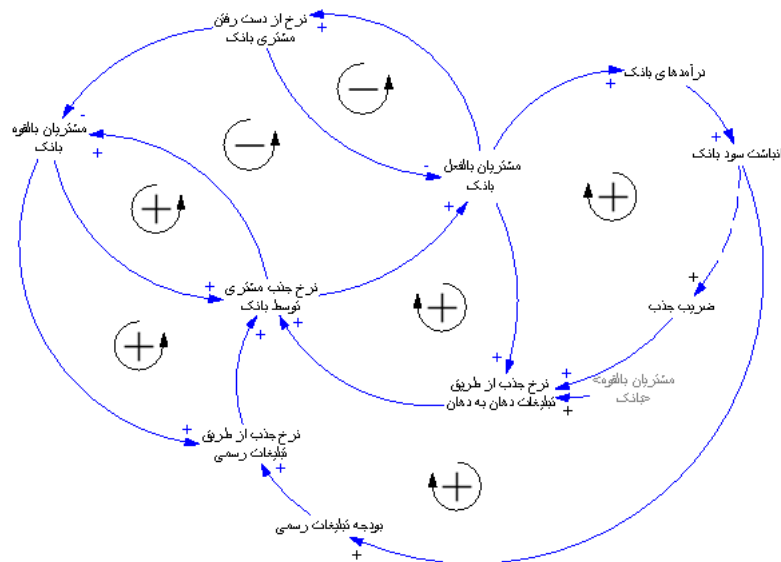 نرخ از دست رفتن
مشتری بانک
+
درآمدهای بانک
+
-
مشتریان بالقوه
بانک
+
+
انباشت سود بانک
-
مشتریان بالفعل
بانک
+
+
نرخ جذب مشتری
توسط بانک
+
+
+
ضریب جذب
+
+
نرخ جذب از طریق
تبلیغات دهان به دهان
+
<مشتریان بالقوه
بانک>
+
نرخ جذب از طریق
تبلیغات رسمی
+
بودجه تبلیغات رسمی
+